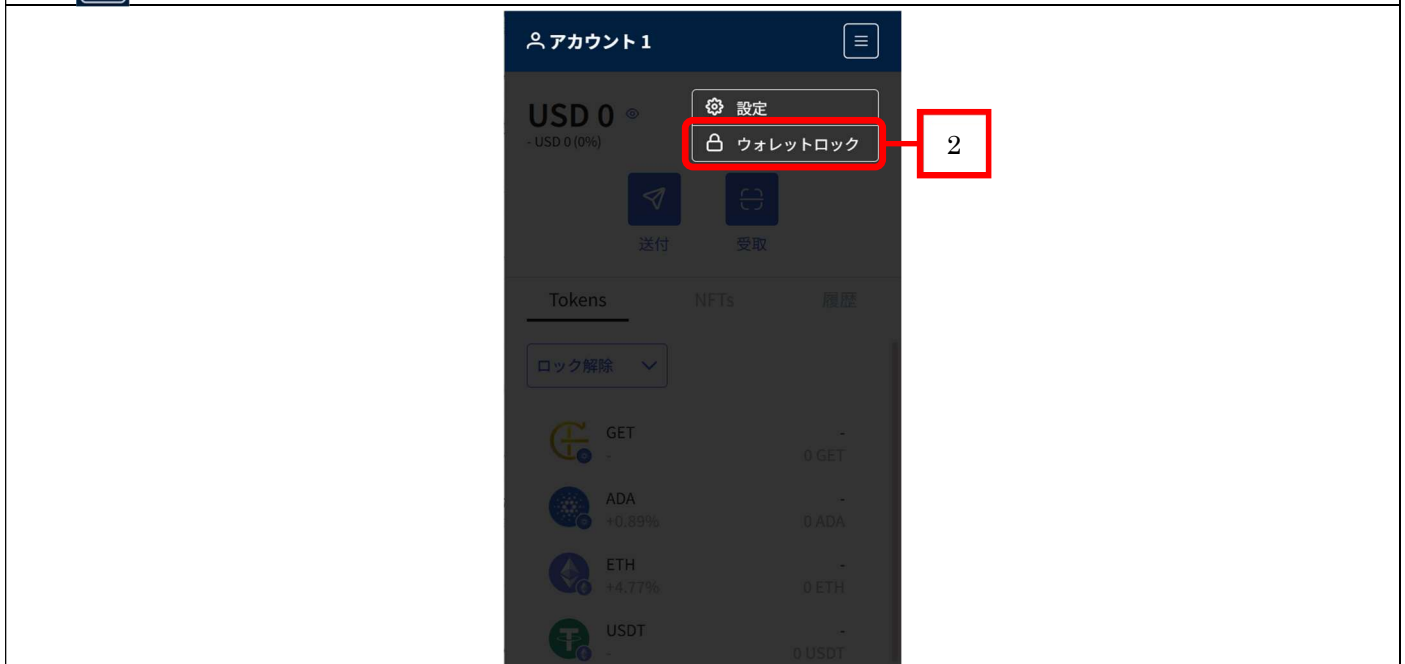 アカウント 1
USD 0
- USD 0 (0%)
設定
ウォレットロック
2
送付 受取
Tokens NFTs 履歴
ロック解除
GET -
- 0 GET
ADA -
+0.89% 0 ADA
ETH -
+4.77% 0 ETH
USDT -
- 0 USDT